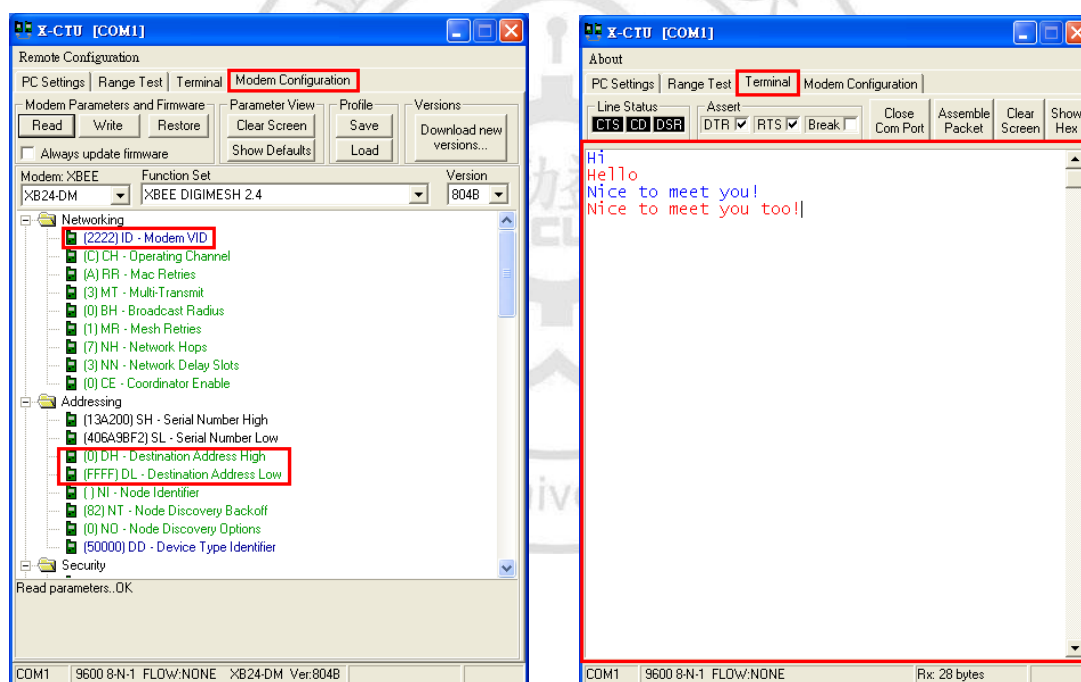 X-CTU [COM1]
Remote Configuration
PC Settings Range Test Terminal Modem Configuration
Modem Parameters and Firmware Parameter View Profile Versions
Read Write Restore Clear Screen Save Download new versions...
Always update firmware Show Defaults Load
Modem: XBEE Function Set Version
XB24-DM XBEE DIGIMESH 2.4 804B
Networking
(2222) ID - Modem VID
(C) CH - Operating Channel
(A) RR - Mac Retries
(3) MT - Multi-Transmit
(0) BH - Broadcast Radius
(1) MR - Mesh Retries
(7) NH - Network Hops
(3) NN - Network Delay Slots
(0) CE - Coordinator Enable
Addressing
(13A200) SH - Serial Number High
(406A9BF2) SL - Serial Number Low
(0) DH - Destination Address High
(FFFF) DL - Destination Address Low
( ) NI - Node Identifier
(82) NT - Node Discovery Backoff
(0) NO - Node Discovery Options
(50000) DD - Device Type Identifier
Security
Read parameters..OK
COM1 9600 8-N-1 FLOW:NONE XB24-DM Ver:804B
X-CTU [COM1]
About
PC Settings Range Test Terminal Modem Configuration
Line Status Assert
CTS CD DSR DTR RTS Break Close Com Port Assemble Packet Clear Screen Show Hex
Hi
Hello
Nice to meet you!
Nice to meet you too!
COM1 9600 8-N-1 FLOW:NONE Rx: 28 bytes